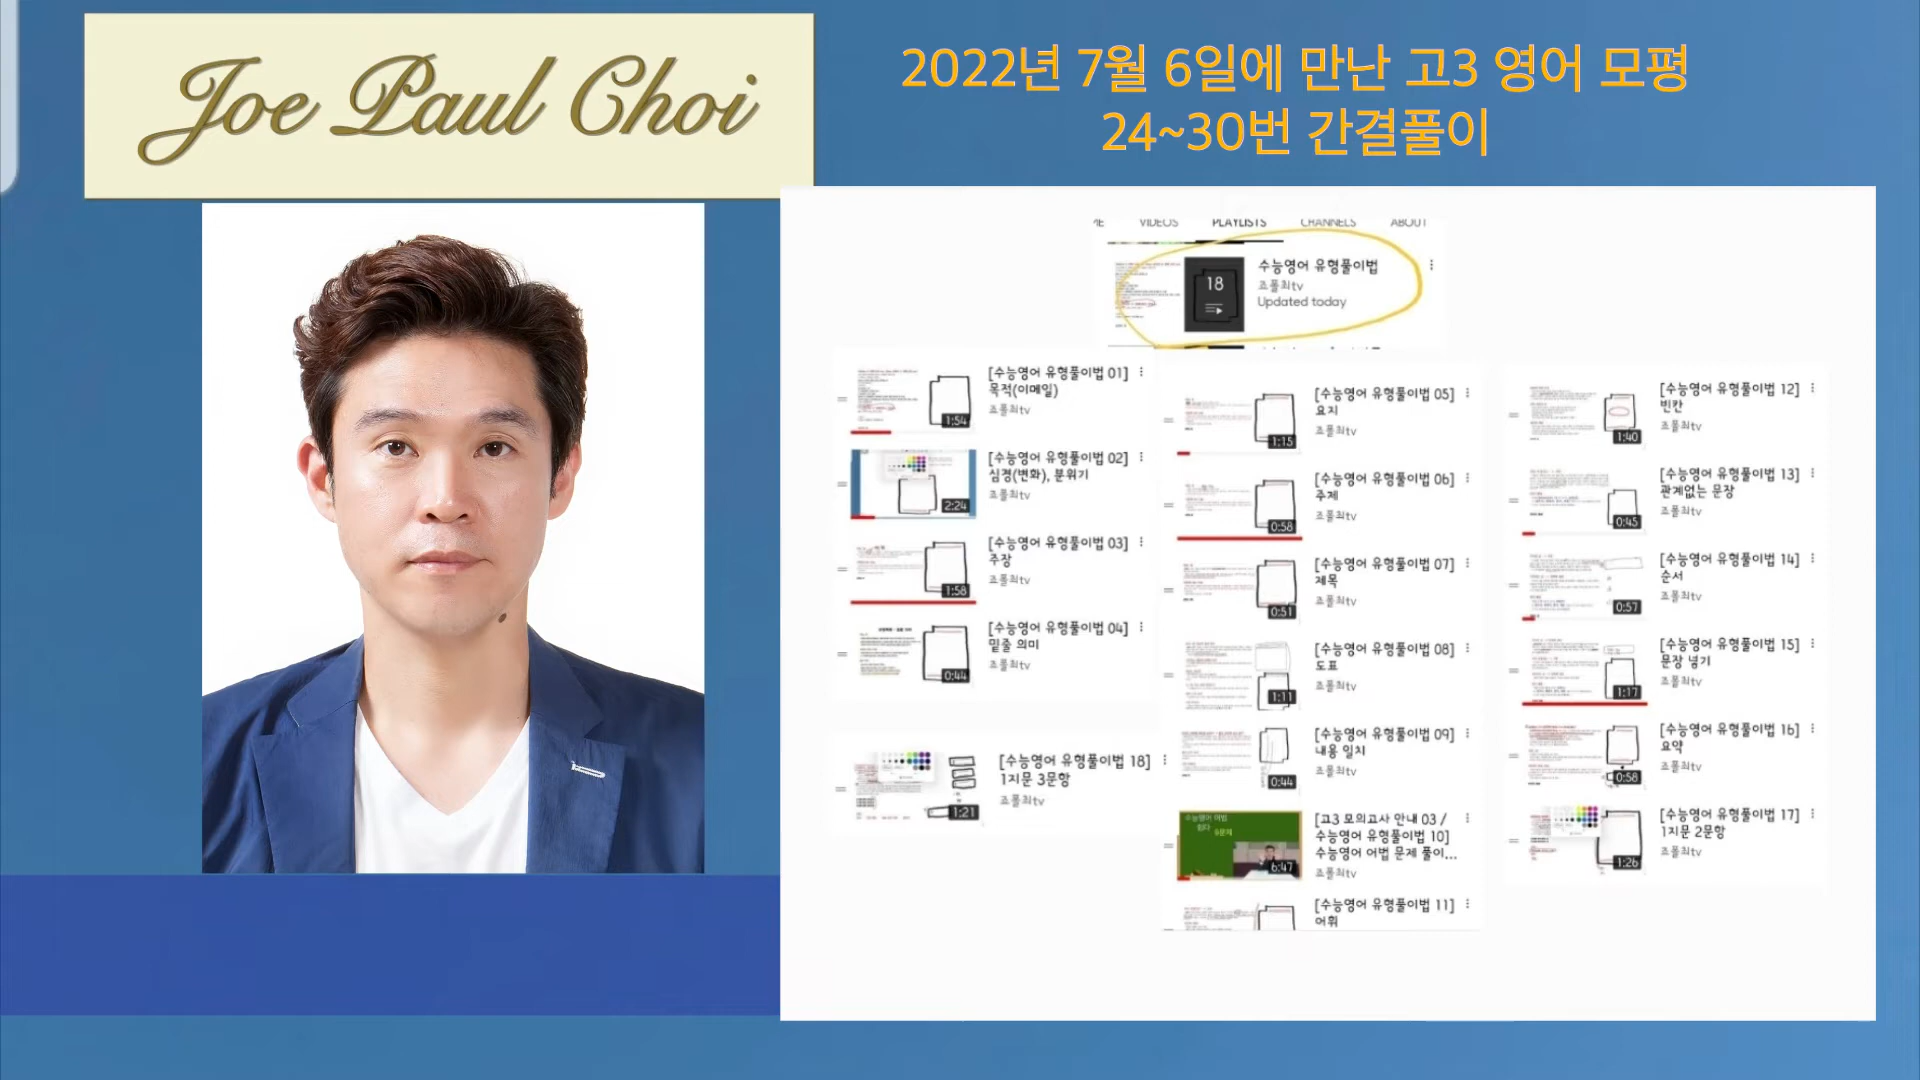 Joe Paul Choi
2022년 7월 6일에 만난 고3 영어 모평
24~30번 간결풀이
VIDEOS PLAYLISTS CHANNELS ABOUT
18
수능영어 유형풀이법
조폴최tv
Updated today
[수능영어 유형풀이법 01]
목적(이메일)
조폴최tv
1:54
[수능영어 유형풀이법 02]
심경(변화), 분위기
조폴최tv
2:24
[수능영어 유형풀이법 03]
주장
조폴최tv
1:58
[수능영어 유형풀이법 04]
밑줄 의미
조폴최tv
0:44
[수능영어 유형풀이법 18]
1지문 3문항
조폴최tv
1:21
[수능영어 유형풀이법 05]
요지
조폴최tv
1:15
[수능영어 유형풀이법 06]
주제
조폴최tv
0:58
[수능영어 유형풀이법 07]
제목
조폴최tv
0:51
[수능영어 유형풀이법 08]
도표
조폴최tv
1:11
[수능영어 유형풀이법 09]
내용 일치
조폴최tv
0:44
[고3 모의고사 안내 03 /
수능영어 유형풀이법 10]
수능영어 어법 문제 풀이...
조폴최tv
수능영어 어법
6:47
[수능영어 유형풀이법 11]
어휘
[수능영어 유형풀이법 12]
빈칸
조폴최tv
1:40
[수능영어 유형풀이법 13]
관계없는 문장
조폴최tv
0:45
[수능영어 유형풀이법 14]
순서
조폴최tv
0:57
[수능영어 유형풀이법 15]
문장 넣기
조폴최tv
1:17
[수능영어 유형풀이법 16]
요약
조폴최tv
0:58
[수능영어 유형풀이법 17]
1지문 2문항
조폴최tv
1:26